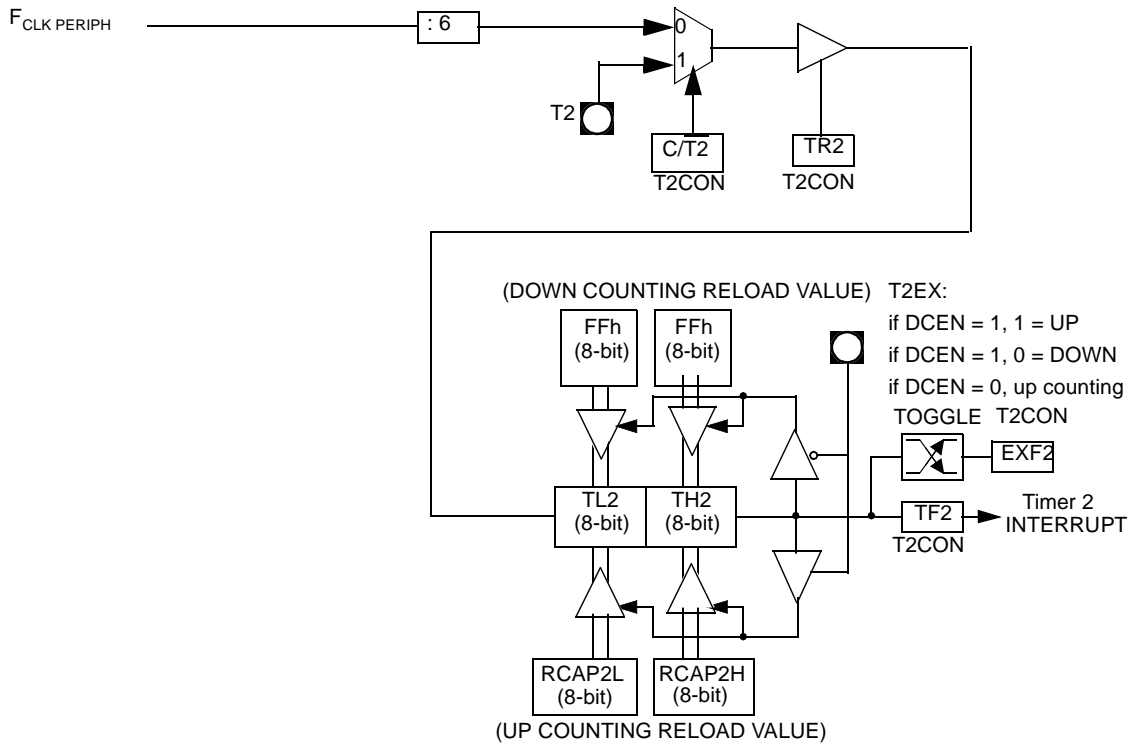 FCLK PERIPH
: 6
0
1
T2
C/T2
TR2
T2CON
T2CON
(DOWN COUNTING RELOAD VALUE)
T2EX:
if DCEN = 1, 1 = UP
if DCEN = 1, 0 = DOWN
if DCEN = 0, up counting
FFh
(8-bit)
FFh
(8-bit)
TOGGLE
T2CON
EXF2
TL2
(8-bit)
TH2
(8-bit)
TF2
T2CON
Timer 2
INTERRUPT
RCAP2L
(8-bit)
RCAP2H
(8-bit)
(UP COUNTING RELOAD VALUE)